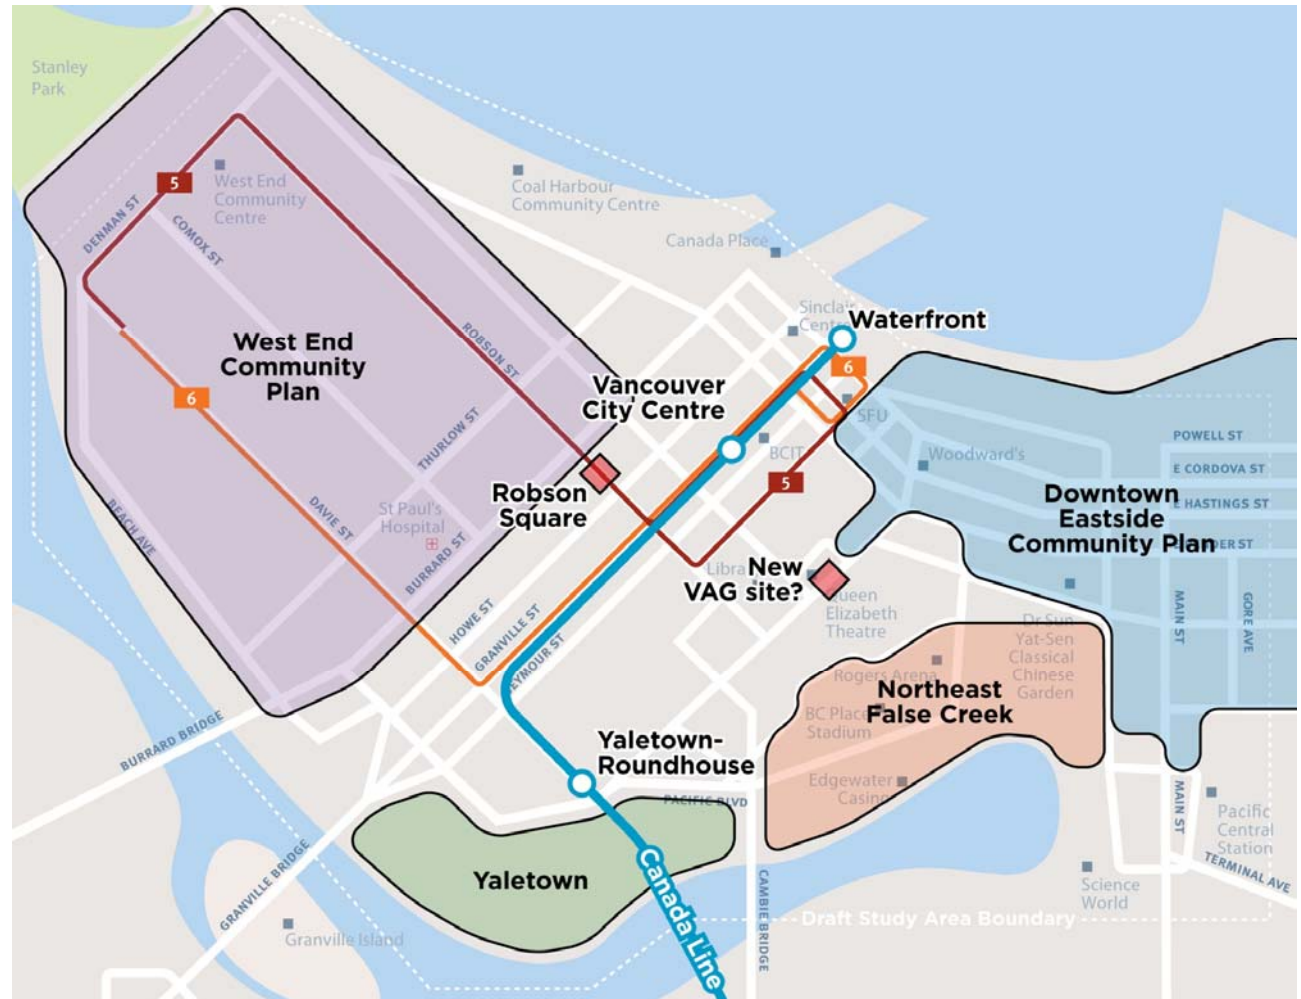 Stanley
Park
5
West End
Community
Centre
DENMAN ST
COMOX ST
Coal Harbour
Community Centre
Canada Place
Sinclair
Centre
Waterfront
West End
Community
Plan
ROBSON ST
6
Vancouver
City Centre
6
SFU
THURLOW ST
BCIT
Woodward's
POWELL ST
E CORDOVA ST
E HASTINGS ST
Downtown
Eastside
Community Plan
5
Robson
Square
St Paul's
Hospital
DAVIE ST
BEACH AVE
BURRARD ST
New
VAG site?
Queen
Elizabeth
Theatre
HOWE ST
GRANVILLE ST
SEYMOUR ST
MAIN ST
GORE AVE
Dr Sun
Yat-Sen
Classical
Chinese
Garden
Rogers Arena
Northeast
False Creek
BC Place
Stadium
BURRARD BRIDGE
Yaletown-
Roundhouse
PACIFIC BLVD
Edgewater
Casino
MAIN ST
Pacific
Central
Station
TERMINAL AVE
Yaletown
Canada Line
CAMBIE BRIDGE
GRANVILLE BRIDGE
Granville Island
Science
World
Draft Study Area Boundary